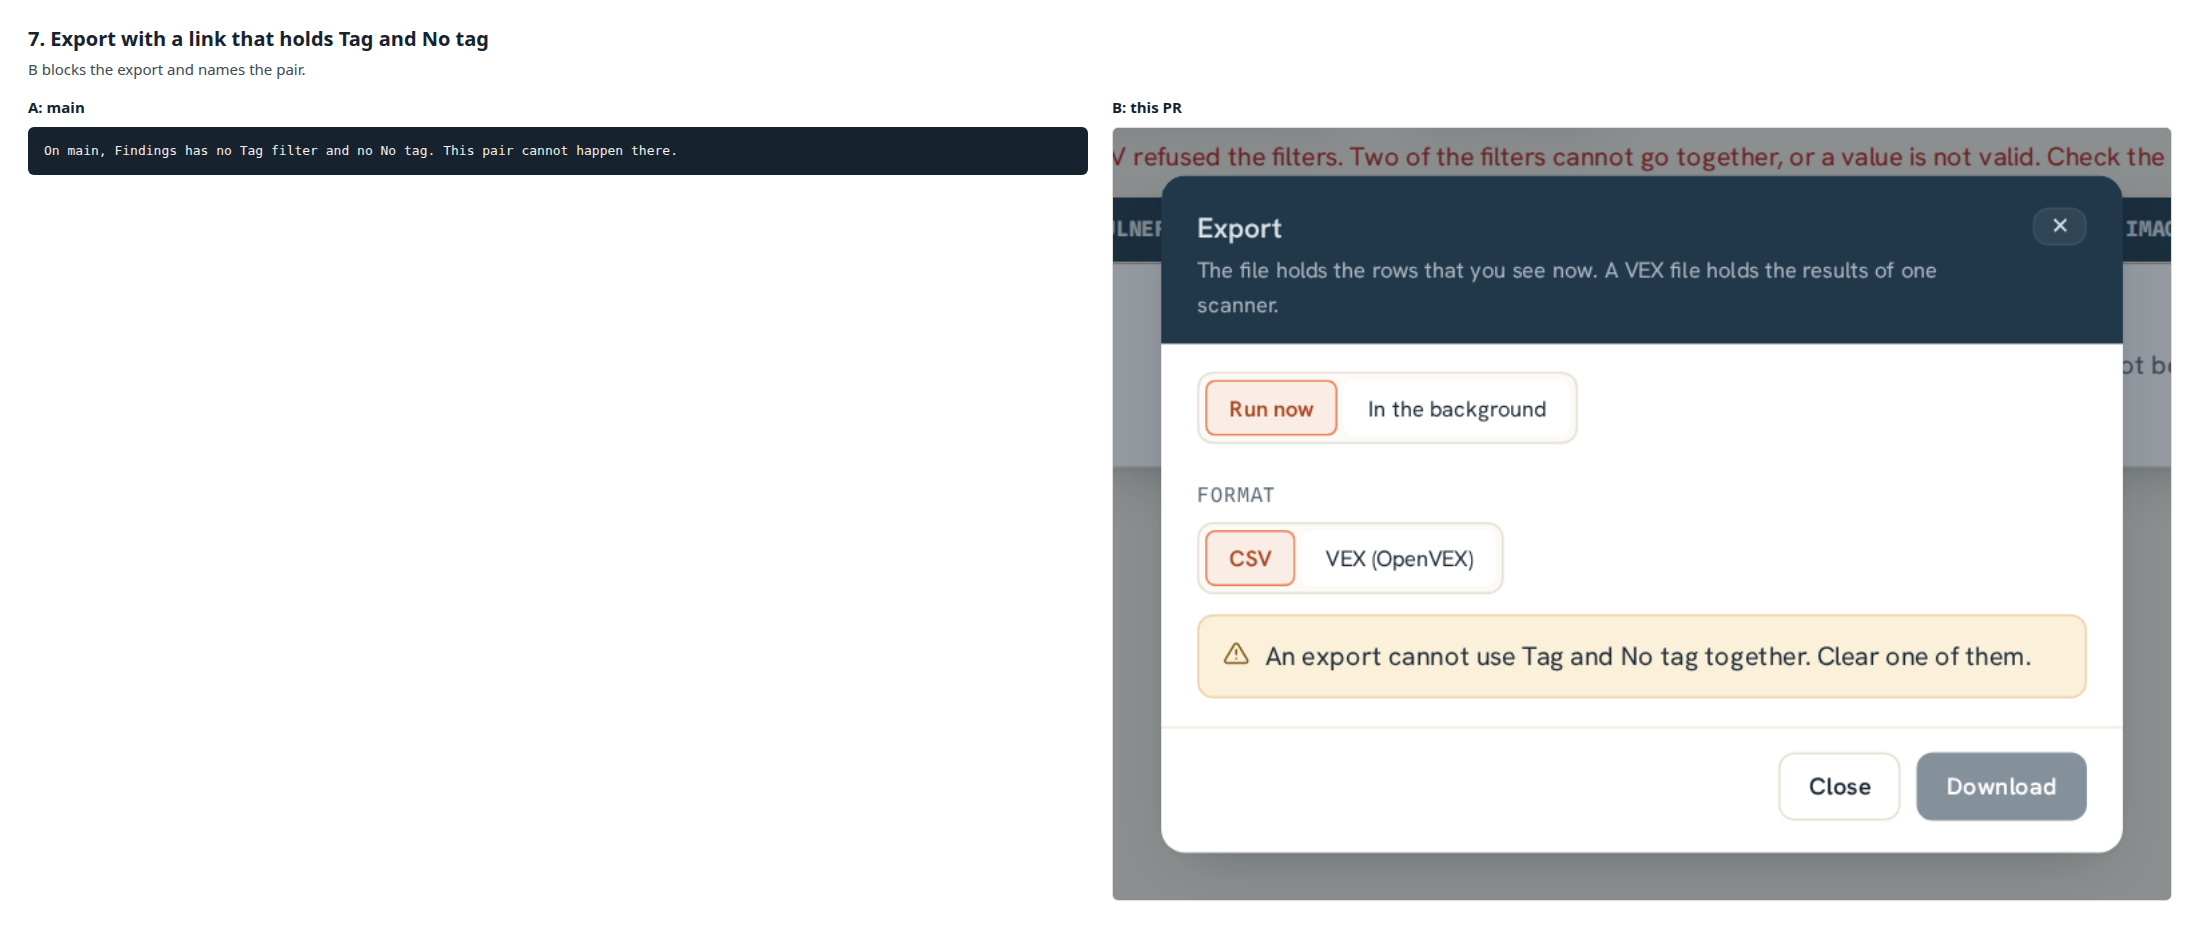 7. Export with a link that holds Tag and No tag
B blocks the export and names the pair.
A: main
On main, Findings has no Tag filter and no No tag. This pair cannot happen there.
B: this PR
V refused the filters. Two of the filters cannot go together, or a value is not valid. Check the
Export
✕
The file holds the rows that you see now. A VEX file holds the results of one
scanner.
IMAG
Run now
In the background
FORMAT
CSV
VEX (OpenVEX)
An export cannot use Tag and No tag together. Clear one of them.
Close
Download